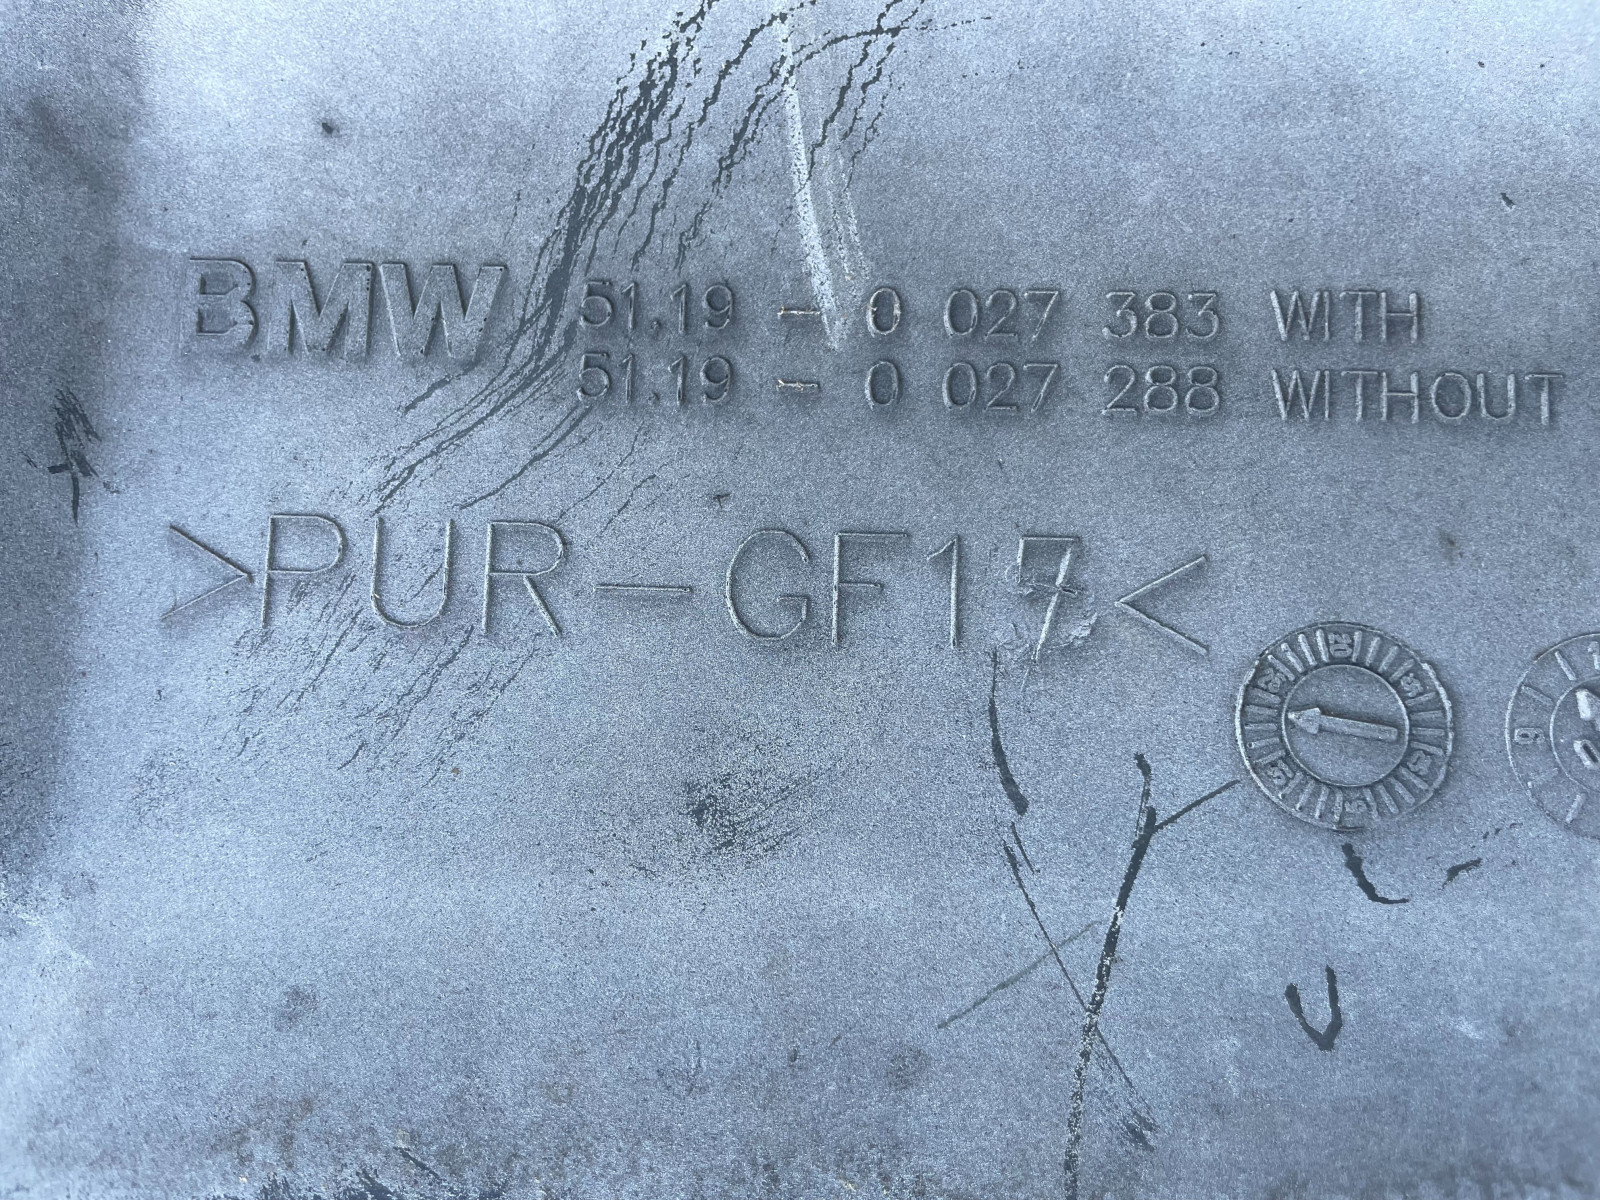 BMW 51.19 - 0 027 383 WITH
51.19 - 0 027 288 WITHOUT
>PUR-GF17<